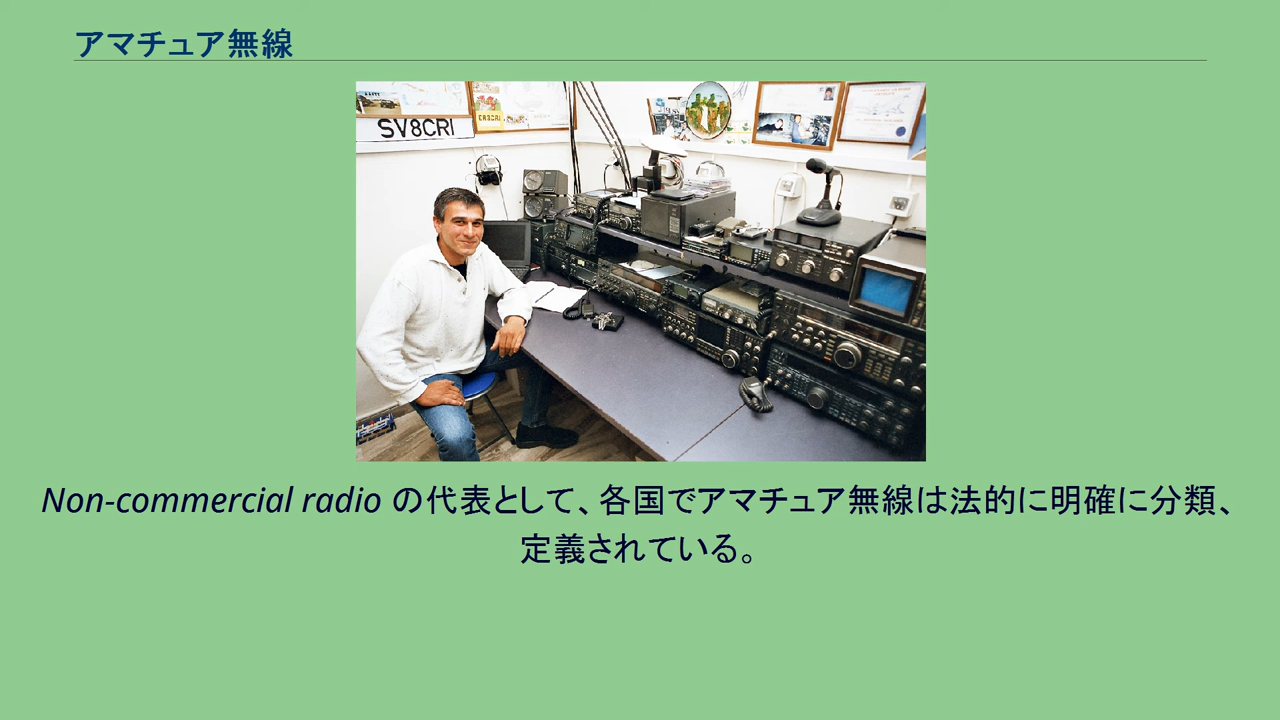 アマチュア無線
SV8CRI
Non-commercial radio の代表として、各国でアマチュア無線は法的に明確に分類、
定義されている。